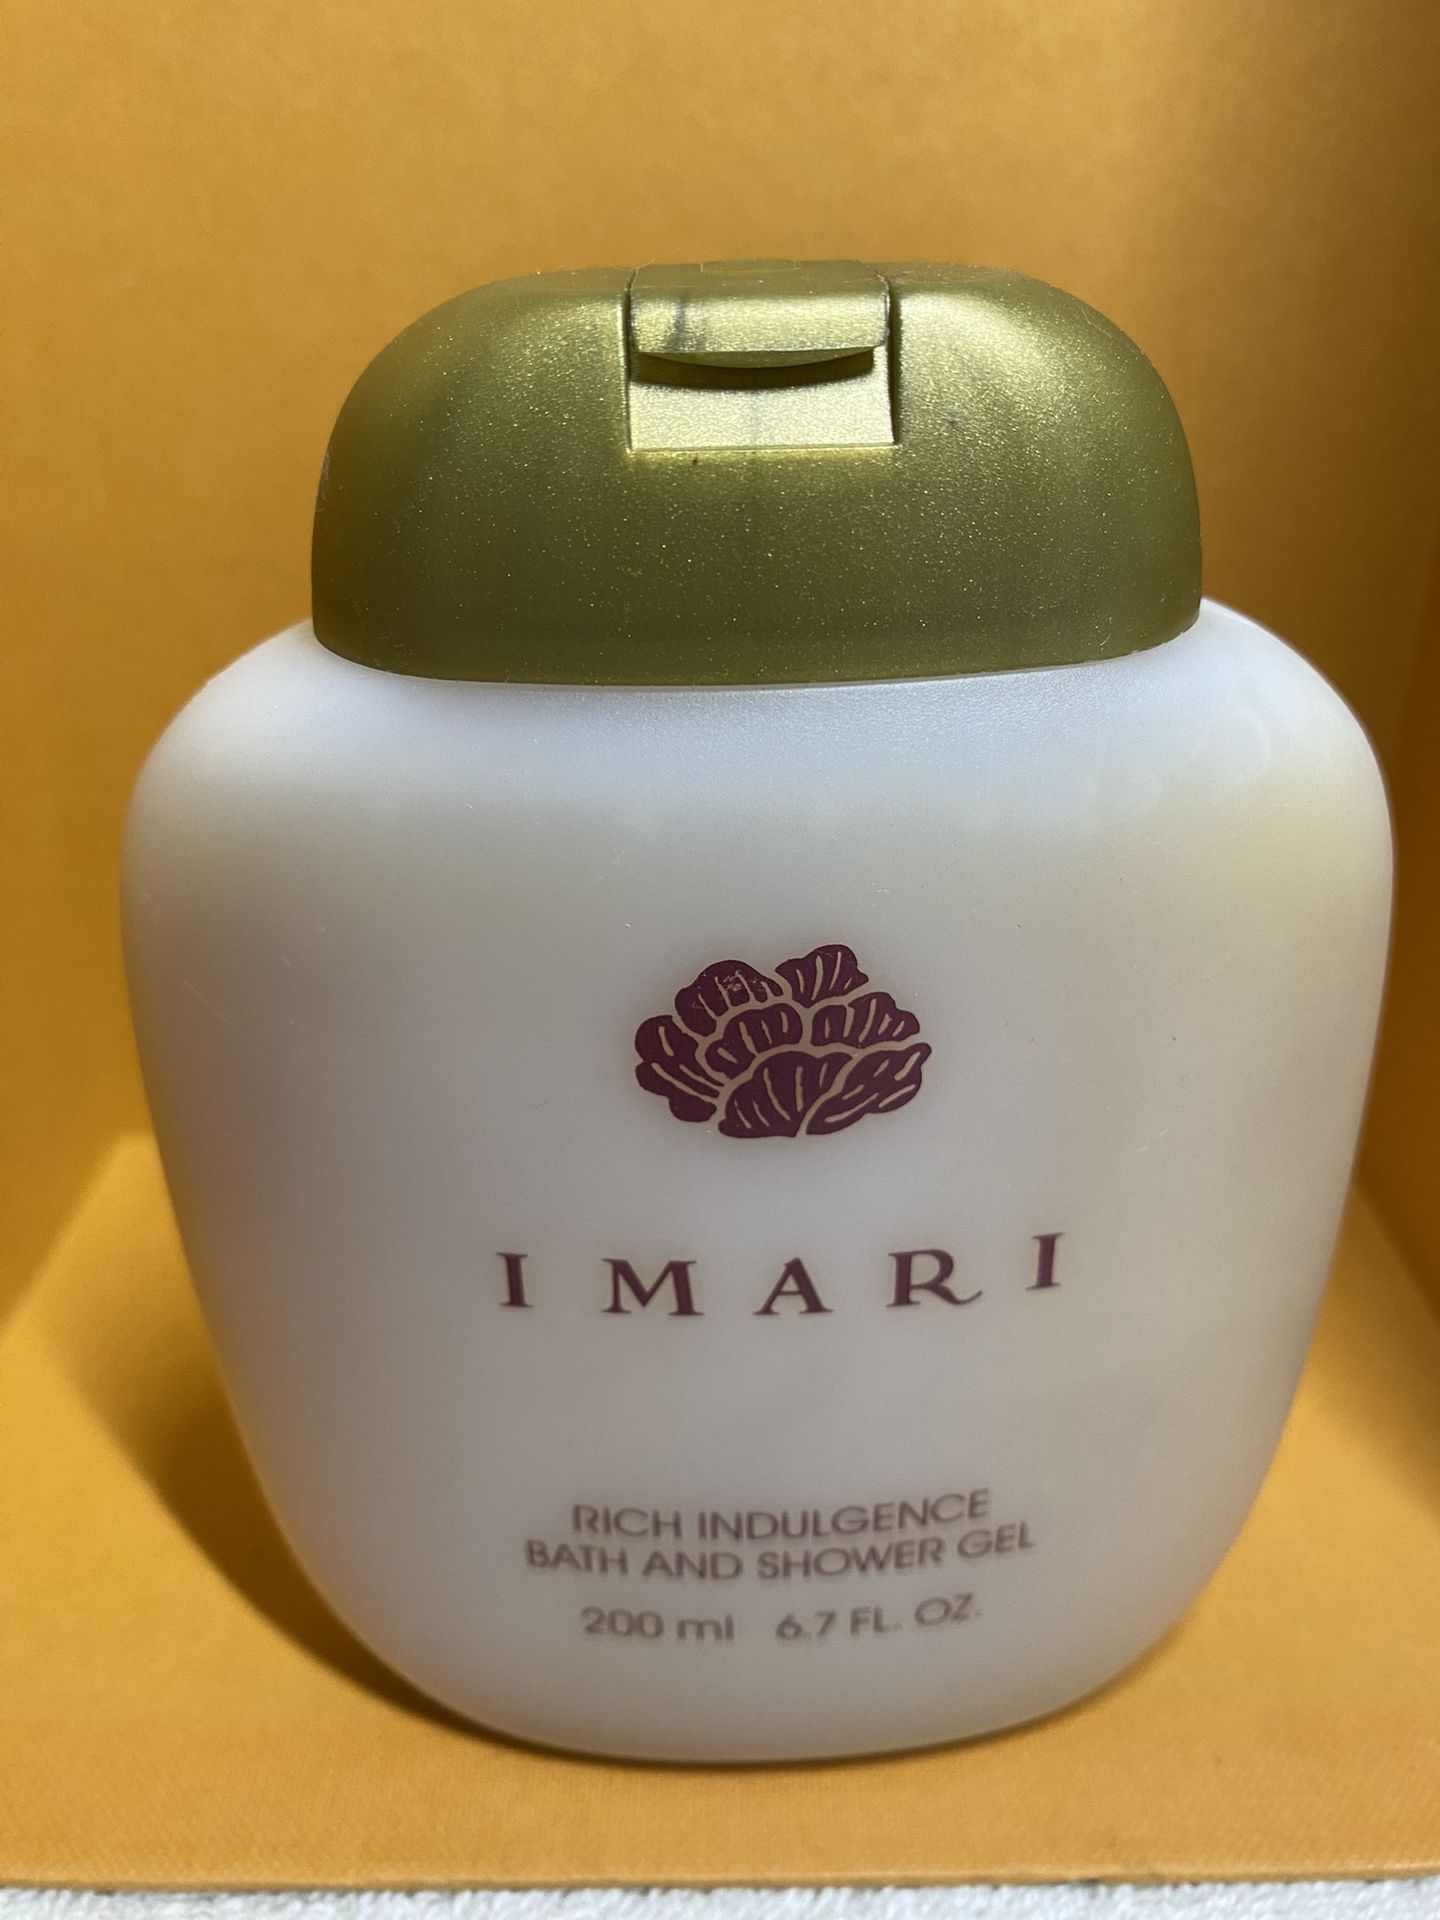 IMARI
RICH INDULGENCE
BATH AND SHOWER GEL
200 ml 6.7 FL. OZ.